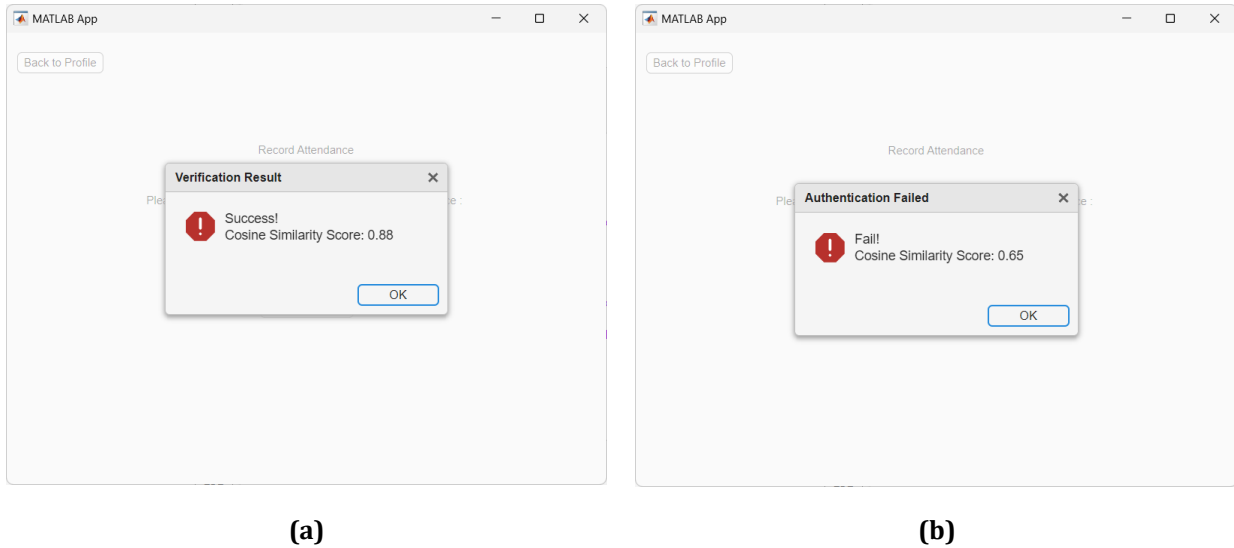 MATLAB App
Back to Profile
Record Attendance
Verification Result
Success!
Cosine Similarity Score: 0.88
OK
(a)
MATLAB App
Back to Profile
Record Attendance
Authentication Failed
Fail!
Cosine Similarity Score: 0.65
OK
(b)